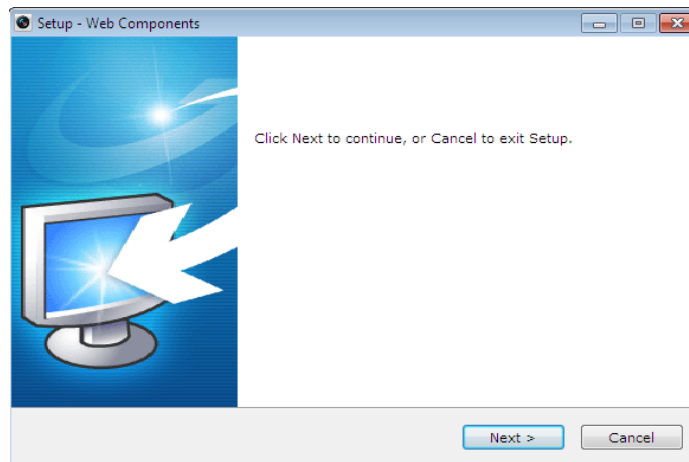 Setup - Web Components
Click Next to continue, or Cancel to exit Setup.
Next >
Cancel